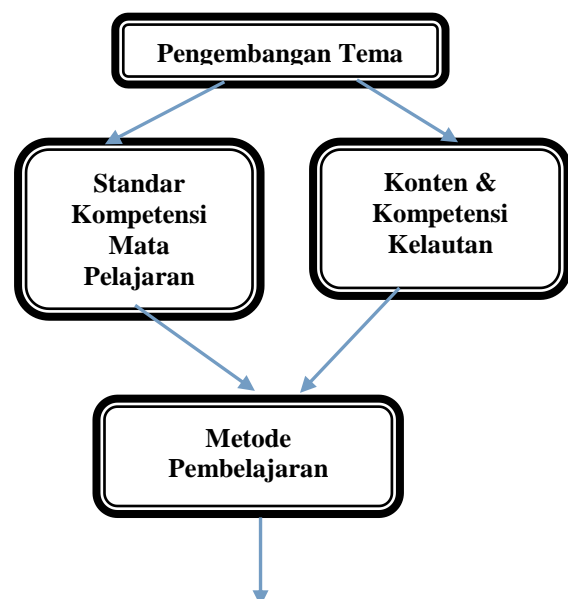 Pengembangan Tema
Standar
Kompetensi
Mata
Pelajaran
Konten &
Kompetensi
Kelautan
Metode
Pembelajaran